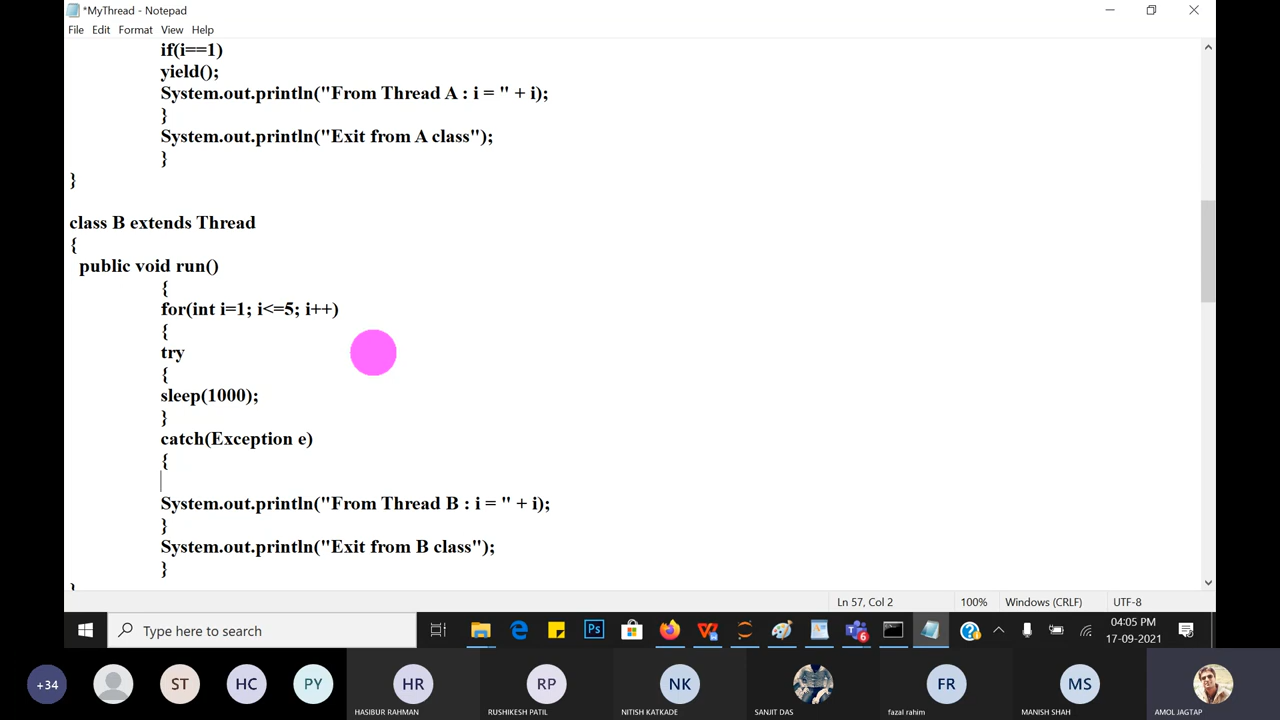 *MyThread - Notepad
File Edit Format View Help
if(i==1)
yield();
System.out.println("From Thread A : i = " + i);
}
System.out.println("Exit from A class");
}
}
class B extends Thread
{
public void run()
{
for(int i=1; i<=5; i++)
{
try
{
sleep(1000);
}
catch(Exception e)
{
System.out.println("From Thread B : i = " + i);
}
System.out.println("Exit from B class");
}
Ln 57, Col 2 100% Windows (CRLF) UTF-8
Type here to search
Ps
6
04:05 PM
17-09-2021
+34 ST HC PY HR RP NK FR MS
HASIBUR RAHMAN RUSHIKESH PATIL NITISH KATKADE SANJIT DAS fazal rahim MANISH SHAH AMOL JAGTAP